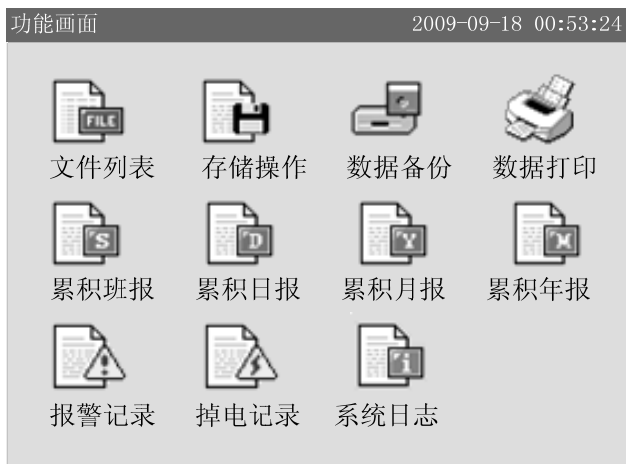 功能画面 2009-09-18 00:53:24
FILE
文件列表 存储操作 数据备份 数据打印
S D Y M
累积班报 累积日报 累积月报 累积年报
i
报警记录 掉电记录 系统日志